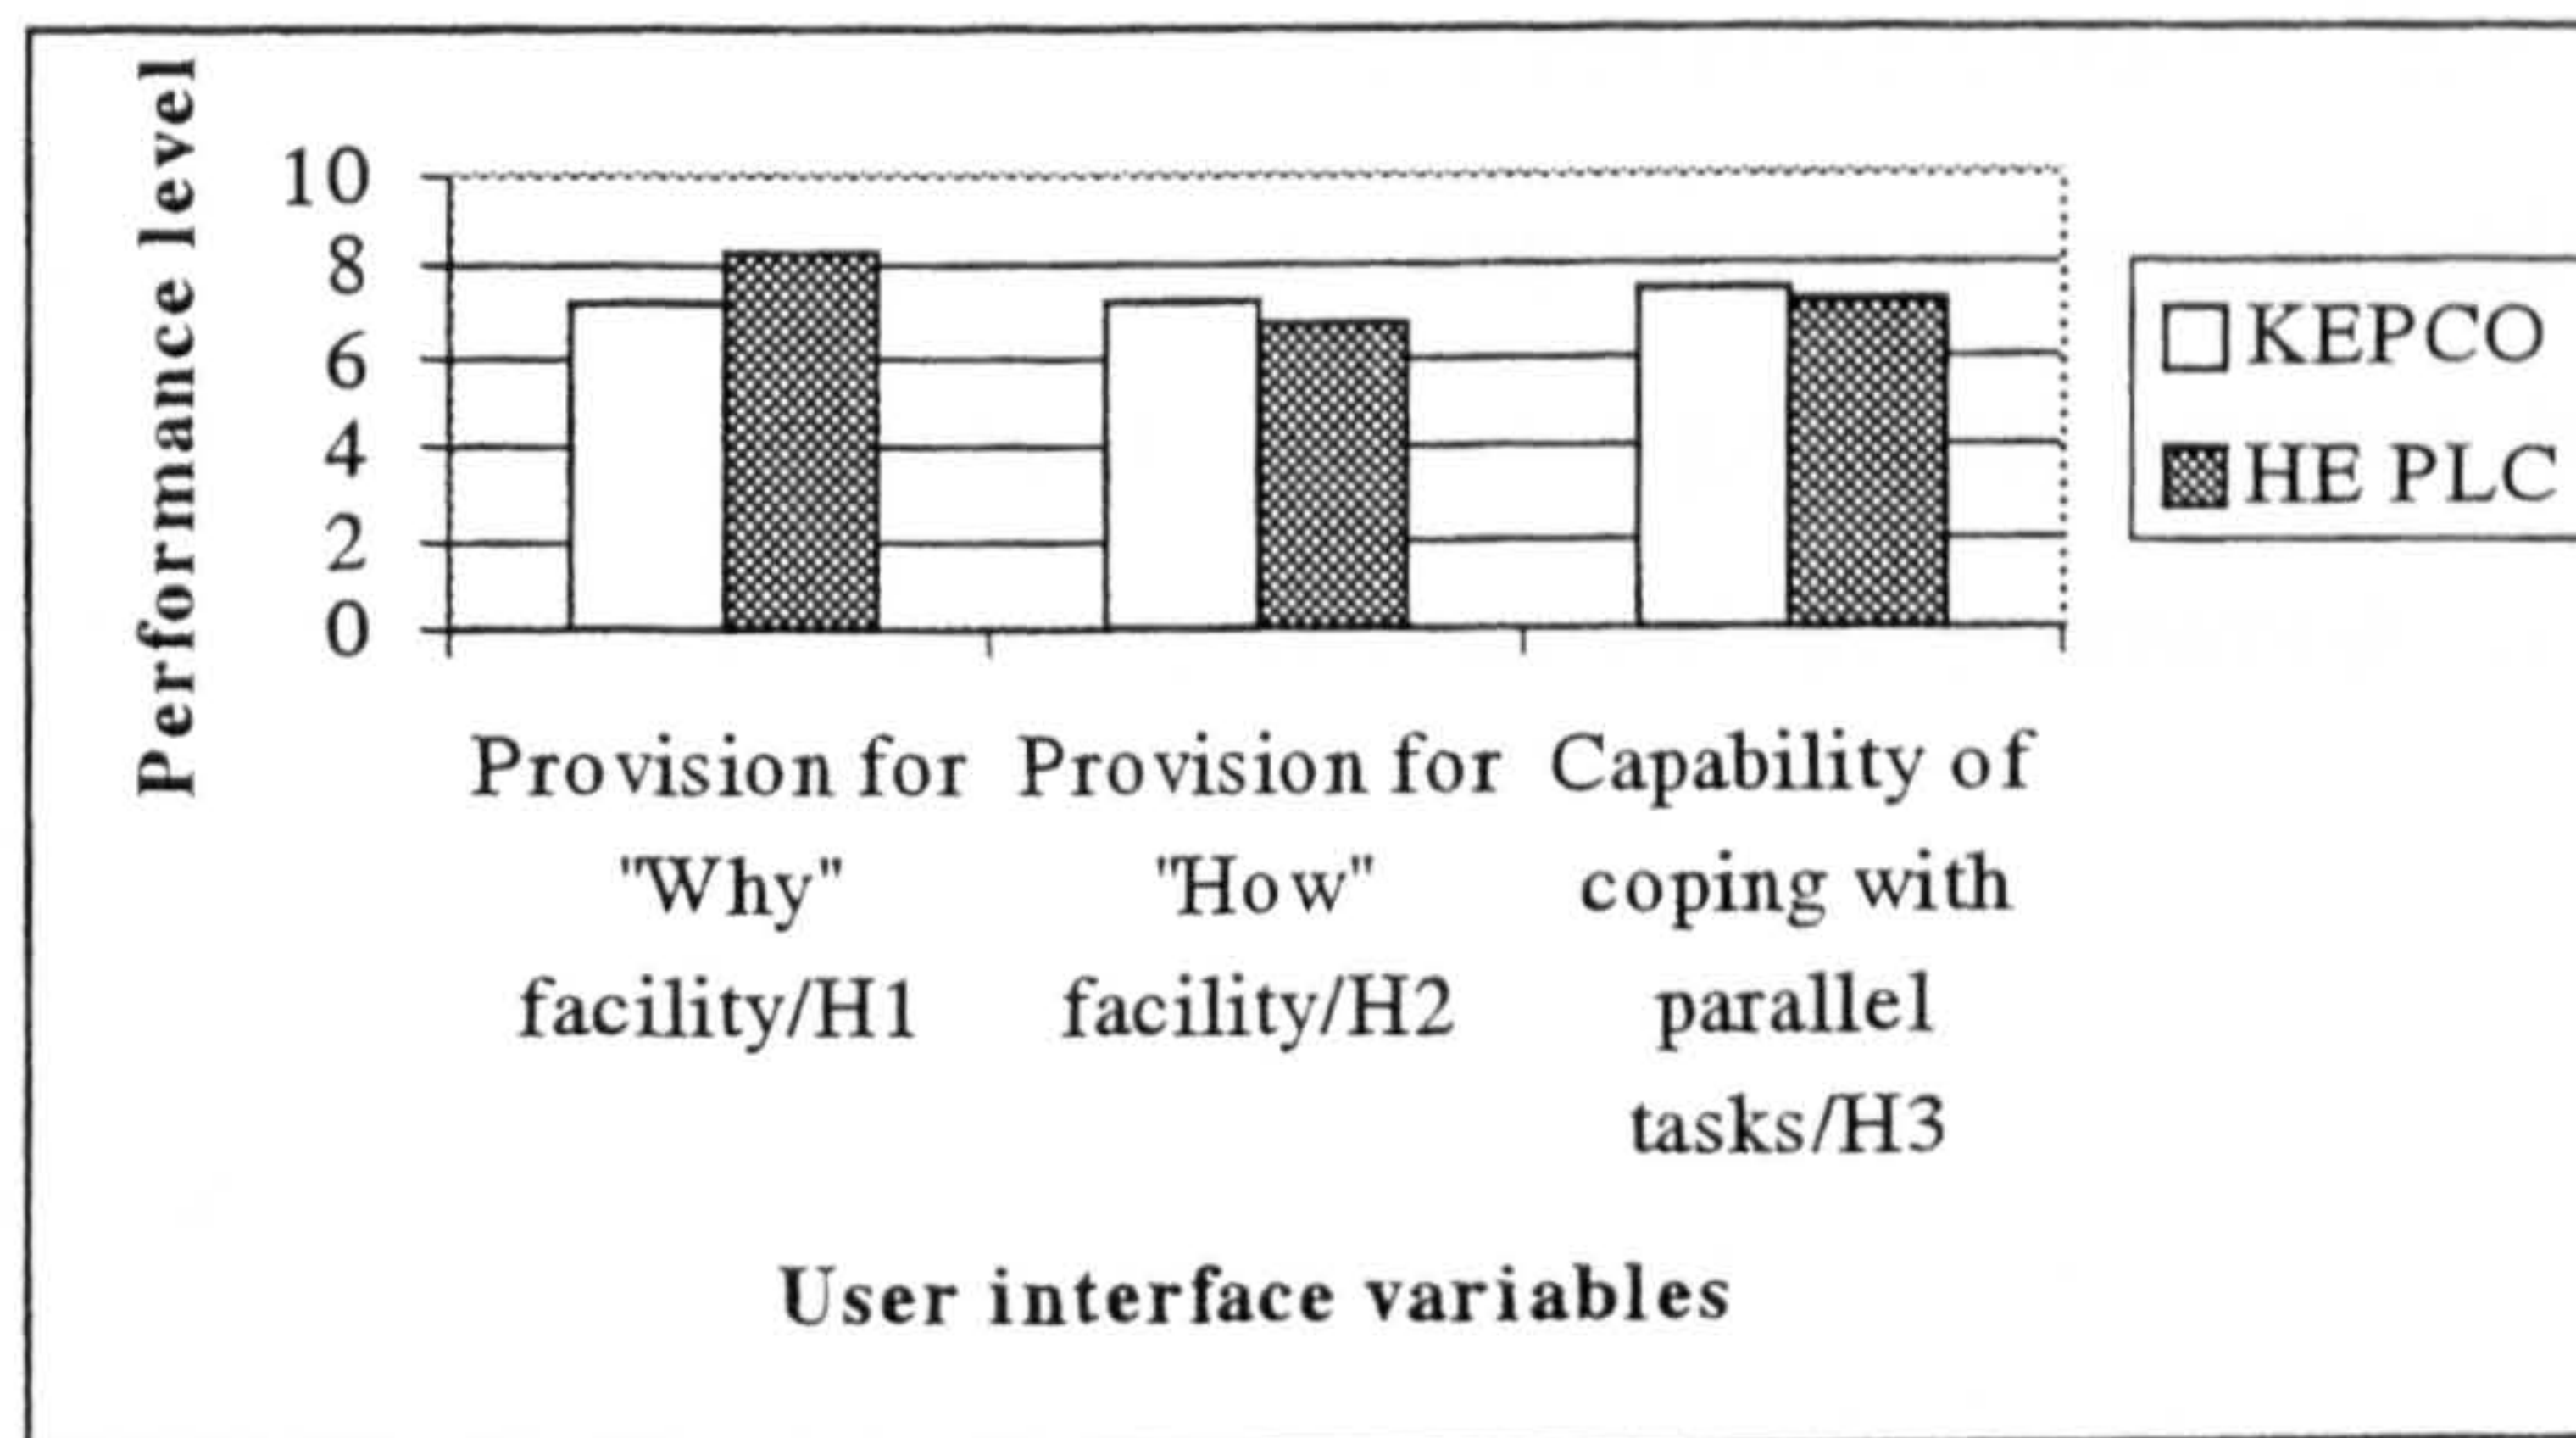 Performance level
10
8
6
4
2
0
KEPCO
HE PLC
Provision for
"Why"
facility/H1
Provision for
"How"
facility/H2
Capability of
coping with
parallel
tasks/H3
User interface variables